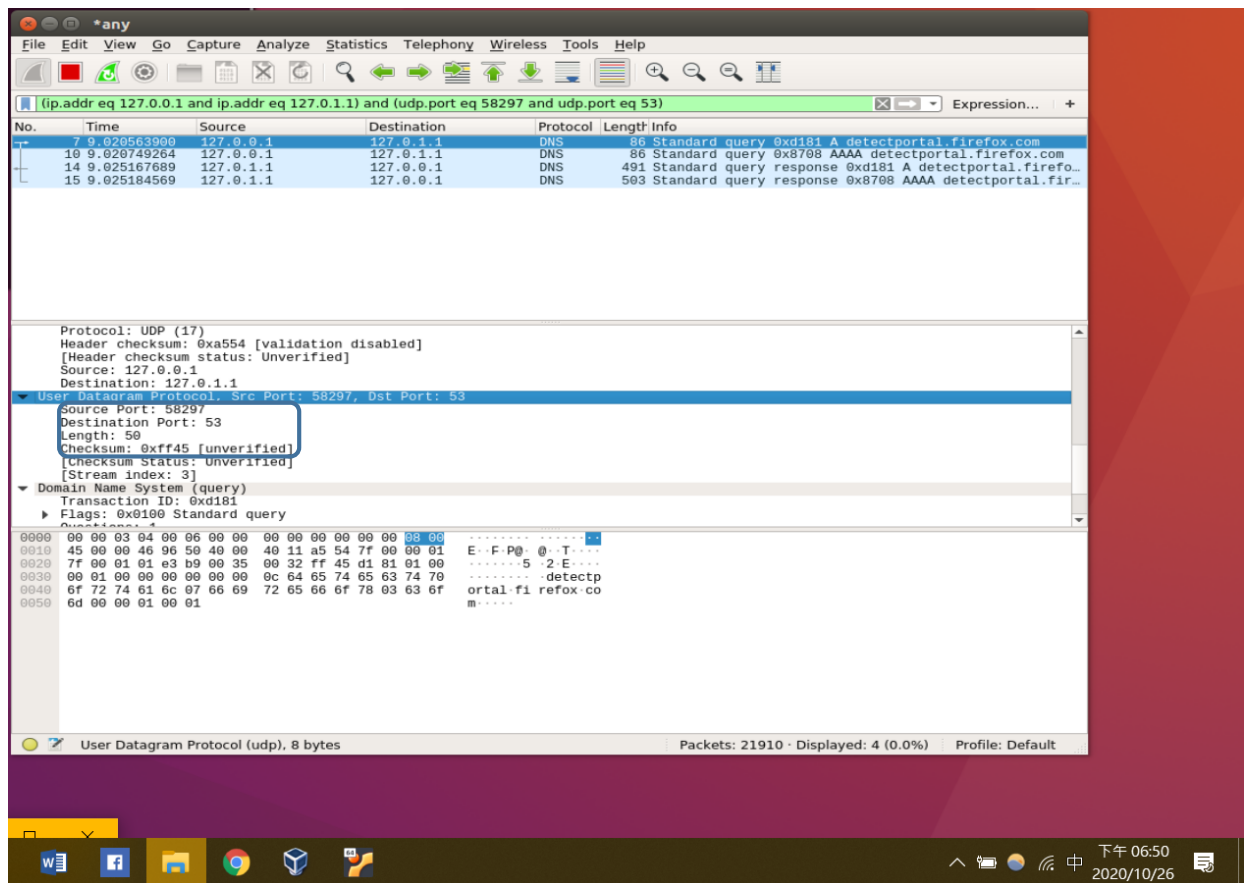 *any
File Edit View Go Capture Analyze Statistics Telephony Wireless Tools Help
(ip.addr eq 127.0.0.1 and ip.addr eq 127.0.1.1) and (udp.port eq 58297 and udp.port eq 53) Expression... +
No. Time Source Destination Protocol Length Info
7 9.020563900 127.0.0.1 127.0.1.1 DNS 86 Standard query 0xd181 A detectportal.firefox.com
10 9.020749264 127.0.0.1 127.0.1.1 DNS 86 Standard query 0x8708 AAAA detectportal.firefox.com
14 9.025167689 127.0.1.1 127.0.0.1 DNS 491 Standard query response 0xd181 A detectportal.firefo…
15 9.025184569 127.0.1.1 127.0.0.1 DNS 503 Standard query response 0x8708 AAAA detectportal.fir…
Protocol: UDP (17)
Header checksum: 0xa554 [validation disabled]
[Header checksum status: Unverified]
Source: 127.0.0.1
Destination: 127.0.1.1
User Datagram Protocol, Src Port: 58297, Dst Port: 53
Source Port: 58297
Destination Port: 53
Length: 50
Checksum: 0xff45 [unverified]
[Checksum Status: Unverified]
[Stream index: 3]
Domain Name System (query)
Transaction ID: 0xd181
Flags: 0x0100 Standard query
Questions: 1
0000 00 00 03 04 00 06 00 00 00 00 00 00 00 00 08 00 ········ ········
0010 45 00 00 46 96 50 40 00 40 11 a5 54 7f 00 00 01 E··F·P@· @··T····
0020 7f 00 01 01 e3 b9 00 35 00 32 ff 45 d1 81 01 00 ·······5 ·2·E····
0030 00 01 00 00 00 00 00 00 0c 64 65 74 65 63 74 70 ········ ·detectp
0040 6f 72 74 61 6c 07 66 69 72 65 66 6f 78 03 63 6f ortal·fi refox·co
0050 6d 00 00 01 00 01 m·····
User Datagram Protocol (udp), 8 bytes Packets: 21910 · Displayed: 4 (0.0%) Profile: Default
中
下午 06:50
2020/10/26